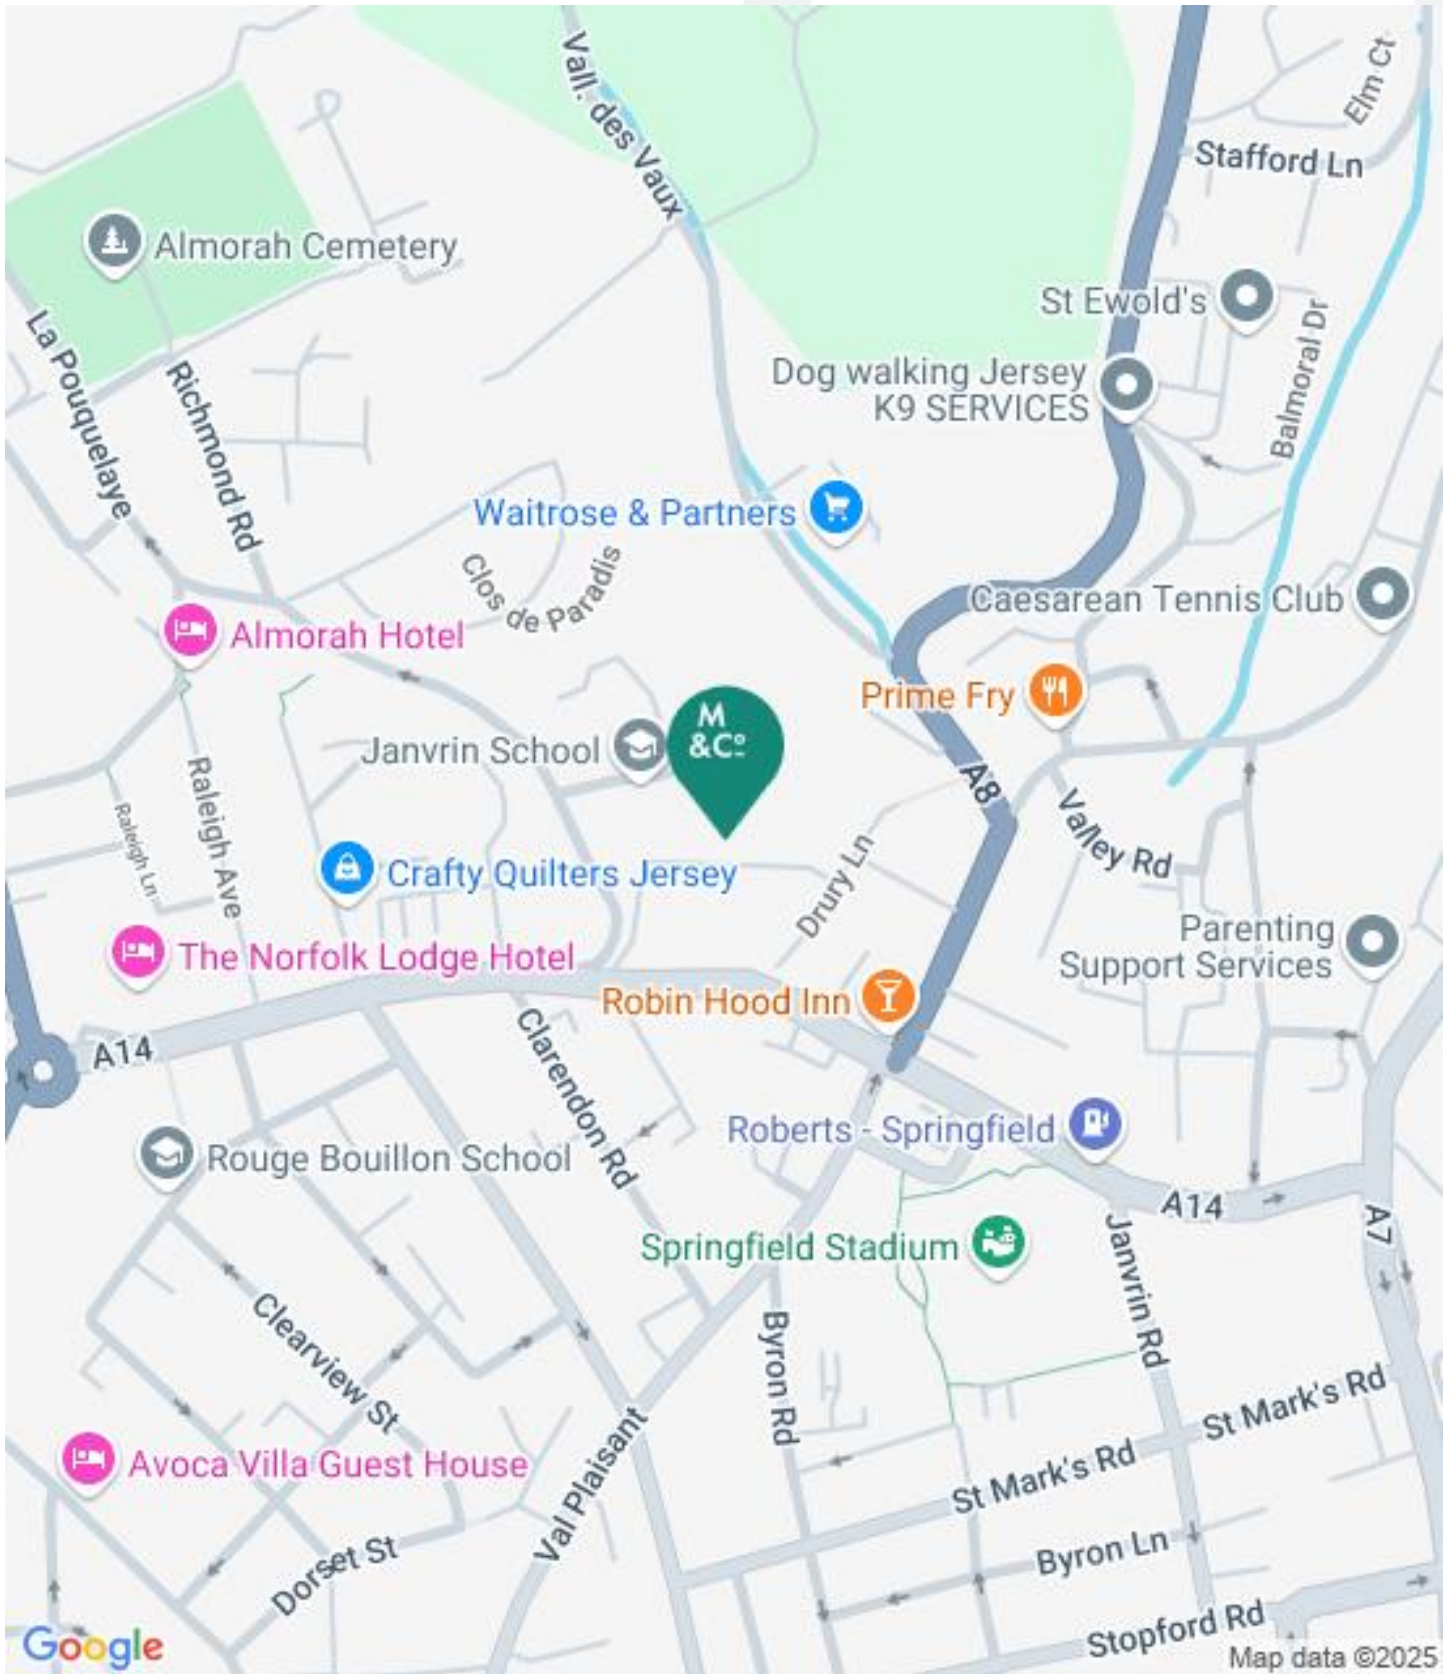 Vall. des Vaux
Elm Ct
Stafford Ln
Almorah Cemetery
St Ewold's
La Pouquelaye
Richmond Rd
Dog walking Jersey
K9 SERVICES
Balmoral Dr
Waitrose & Partners
Clos de Paradis
Caesarean Tennis Club
Almorah Hotel
Prime Fry
M
&Cº
Janvrin School
A8
Raleigh Ave
Raleigh Ln
Valley Rd
Crafty Quilters Jersey
Drury Ln
Parenting
Support Services
The Norfolk Lodge Hotel
Robin Hood Inn
A14
Clarendon Rd
Roberts - Springfield
Rouge Bouillon School
A14
A7
Springfield Stadium
Janvrin Rd
Clearview St
Byron Rd
St Mark's Rd
Avoca Villa Guest House
Val Plaisant
St Mark's Rd
Dorset St
Byron Ln
Stopford Rd
Google
Map data ©2025